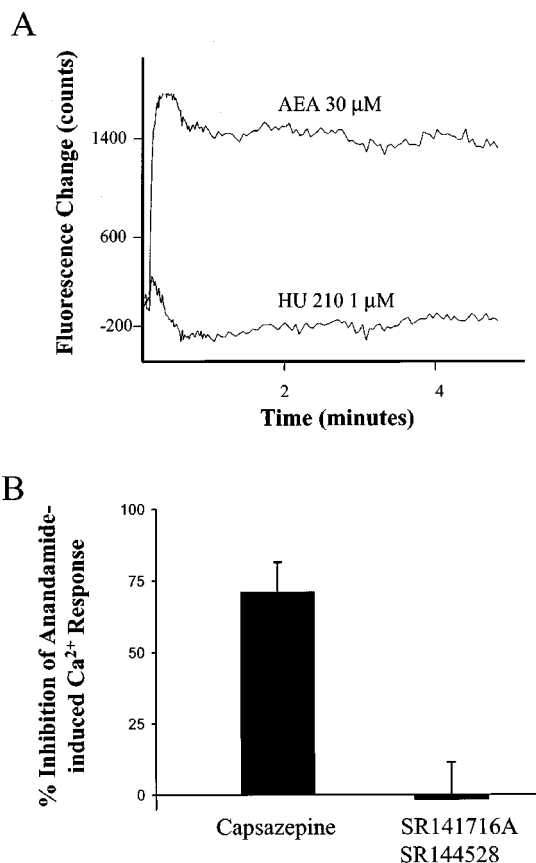 A
Fluorescence Change (counts)
1400
600
-200
AEA 30 µM
HU 210 1 µM
2
4
Time (minutes)
B
% Inhibition of Anandamide-
induced Ca²⁺ Response
100
75
50
25
0
Capsazepine
SR141716A
SR144528